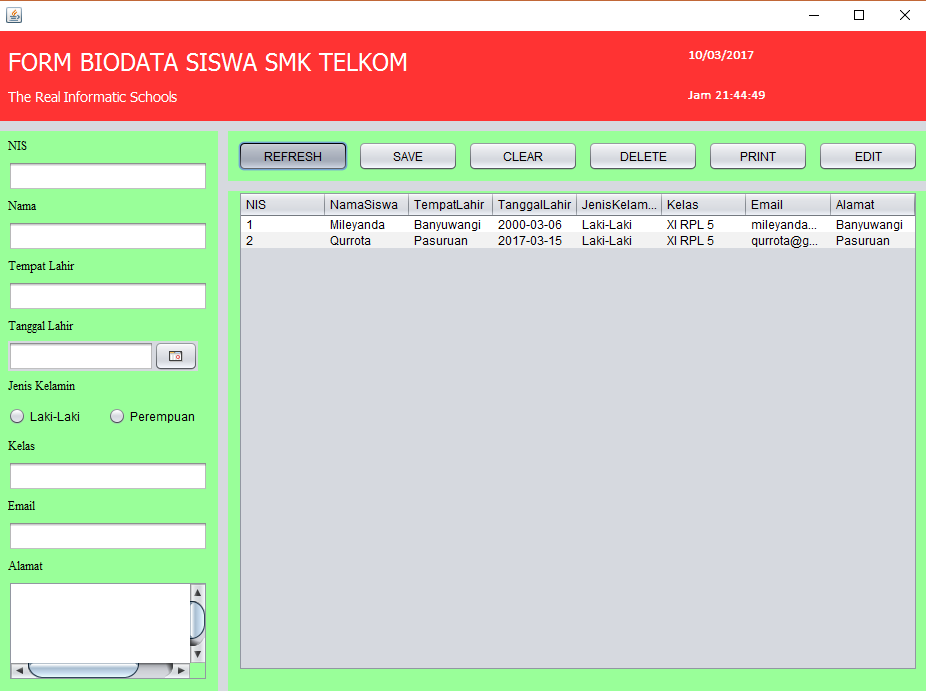 FORM BIODATA SISWA SMK TELKOM
10/03/2017
The Real Informatic Schools
Jam 21:44:49
NIS
Nama
Tempat Lahir
Tanggal Lahir
Jenis Kelamin
Laki-Laki Perempuan
Kelas
Email
Alamat
REFRESH SAVE CLEAR DELETE PRINT EDIT
NIS NamaSiswa TempatLahir TanggalLahir JenisKelam... Kelas Email Alamat
1 Mileyanda Banyuwangi 2000-03-06 Laki-Laki XI RPL 5 mileyanda... Banyuwangi
2 Qurrota Pasuruan 2017-03-15 Laki-Laki XI RPL 5 qurrota@g... Pasuruan